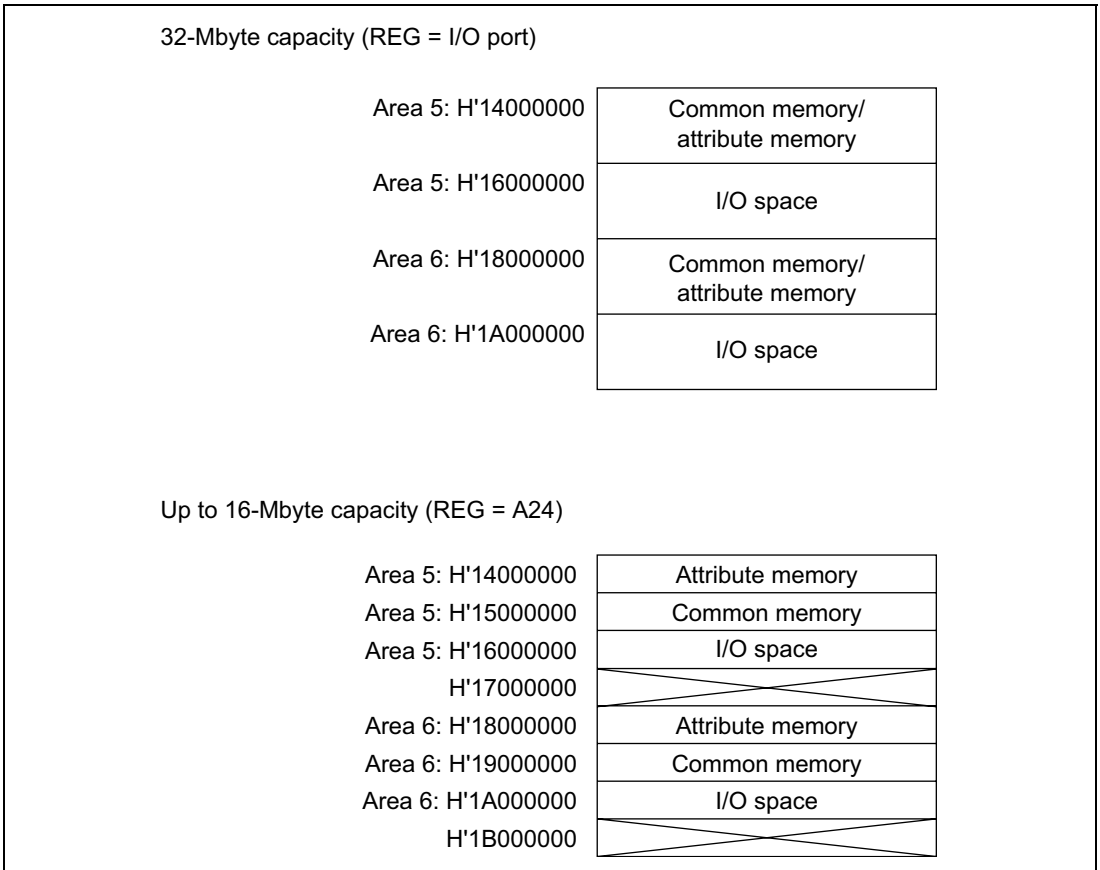 32-Mbyte capacity (REG = I/O port)
Area 5: H'14000000
Common memory/
attribute memory
Area 5: H'16000000
I/O space
Area 6: H'18000000
Common memory/
attribute memory
Area 6: H'1A000000
I/O space
Up to 16-Mbyte capacity (REG = A24)
Area 5: H'14000000 Attribute memory
Area 5: H'15000000 Common memory
Area 5: H'16000000 I/O space
H'17000000
Area 6: H'18000000 Attribute memory
Area 6: H'19000000 Common memory
Area 6: H'1A000000 I/O space
H'1B000000